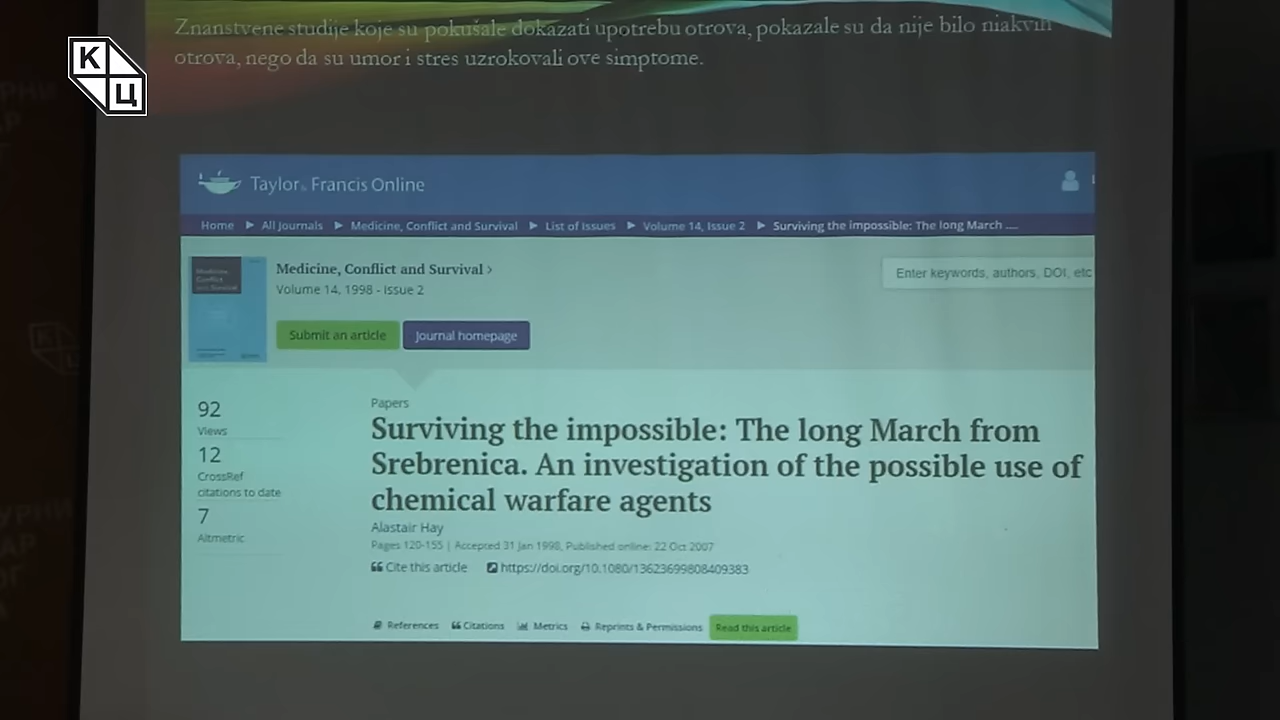 Znanstvene studije koje su pokušale dokazati upotrebu otrova, pokazale su da nije bilo niakvih
otrova, nego da su umor i stres uzrokovali ove simptome.
К
Ц
Taylor & Francis Online
Home ▶ All Journals ▶ Medicine, Conflict and Survival ▶ List of Issues ▶ Volume 14, Issue 2 ▶ Surviving the impossible: The long March ....
Medicine, Conflict and Survival ›
Volume 14, 1998 - Issue 2
Enter keywords, authors, DOI, etc
Medicine
Conflict
and Survival
Submit an article
Journal homepage
92
Views
12
CrossRef
citations to date
7
Altmetric
Papers
Surviving the impossible: The long March from
Srebrenica. An investigation of the possible use of
chemical warfare agents
Alastair Hay
Pages 120-155 | Accepted 31 Jan 1998, Published online: 22 Oct 2007
Cite this article https://doi.org/10.1080/13623699808409383
References Citations Metrics Reprints & Permissions Read this article